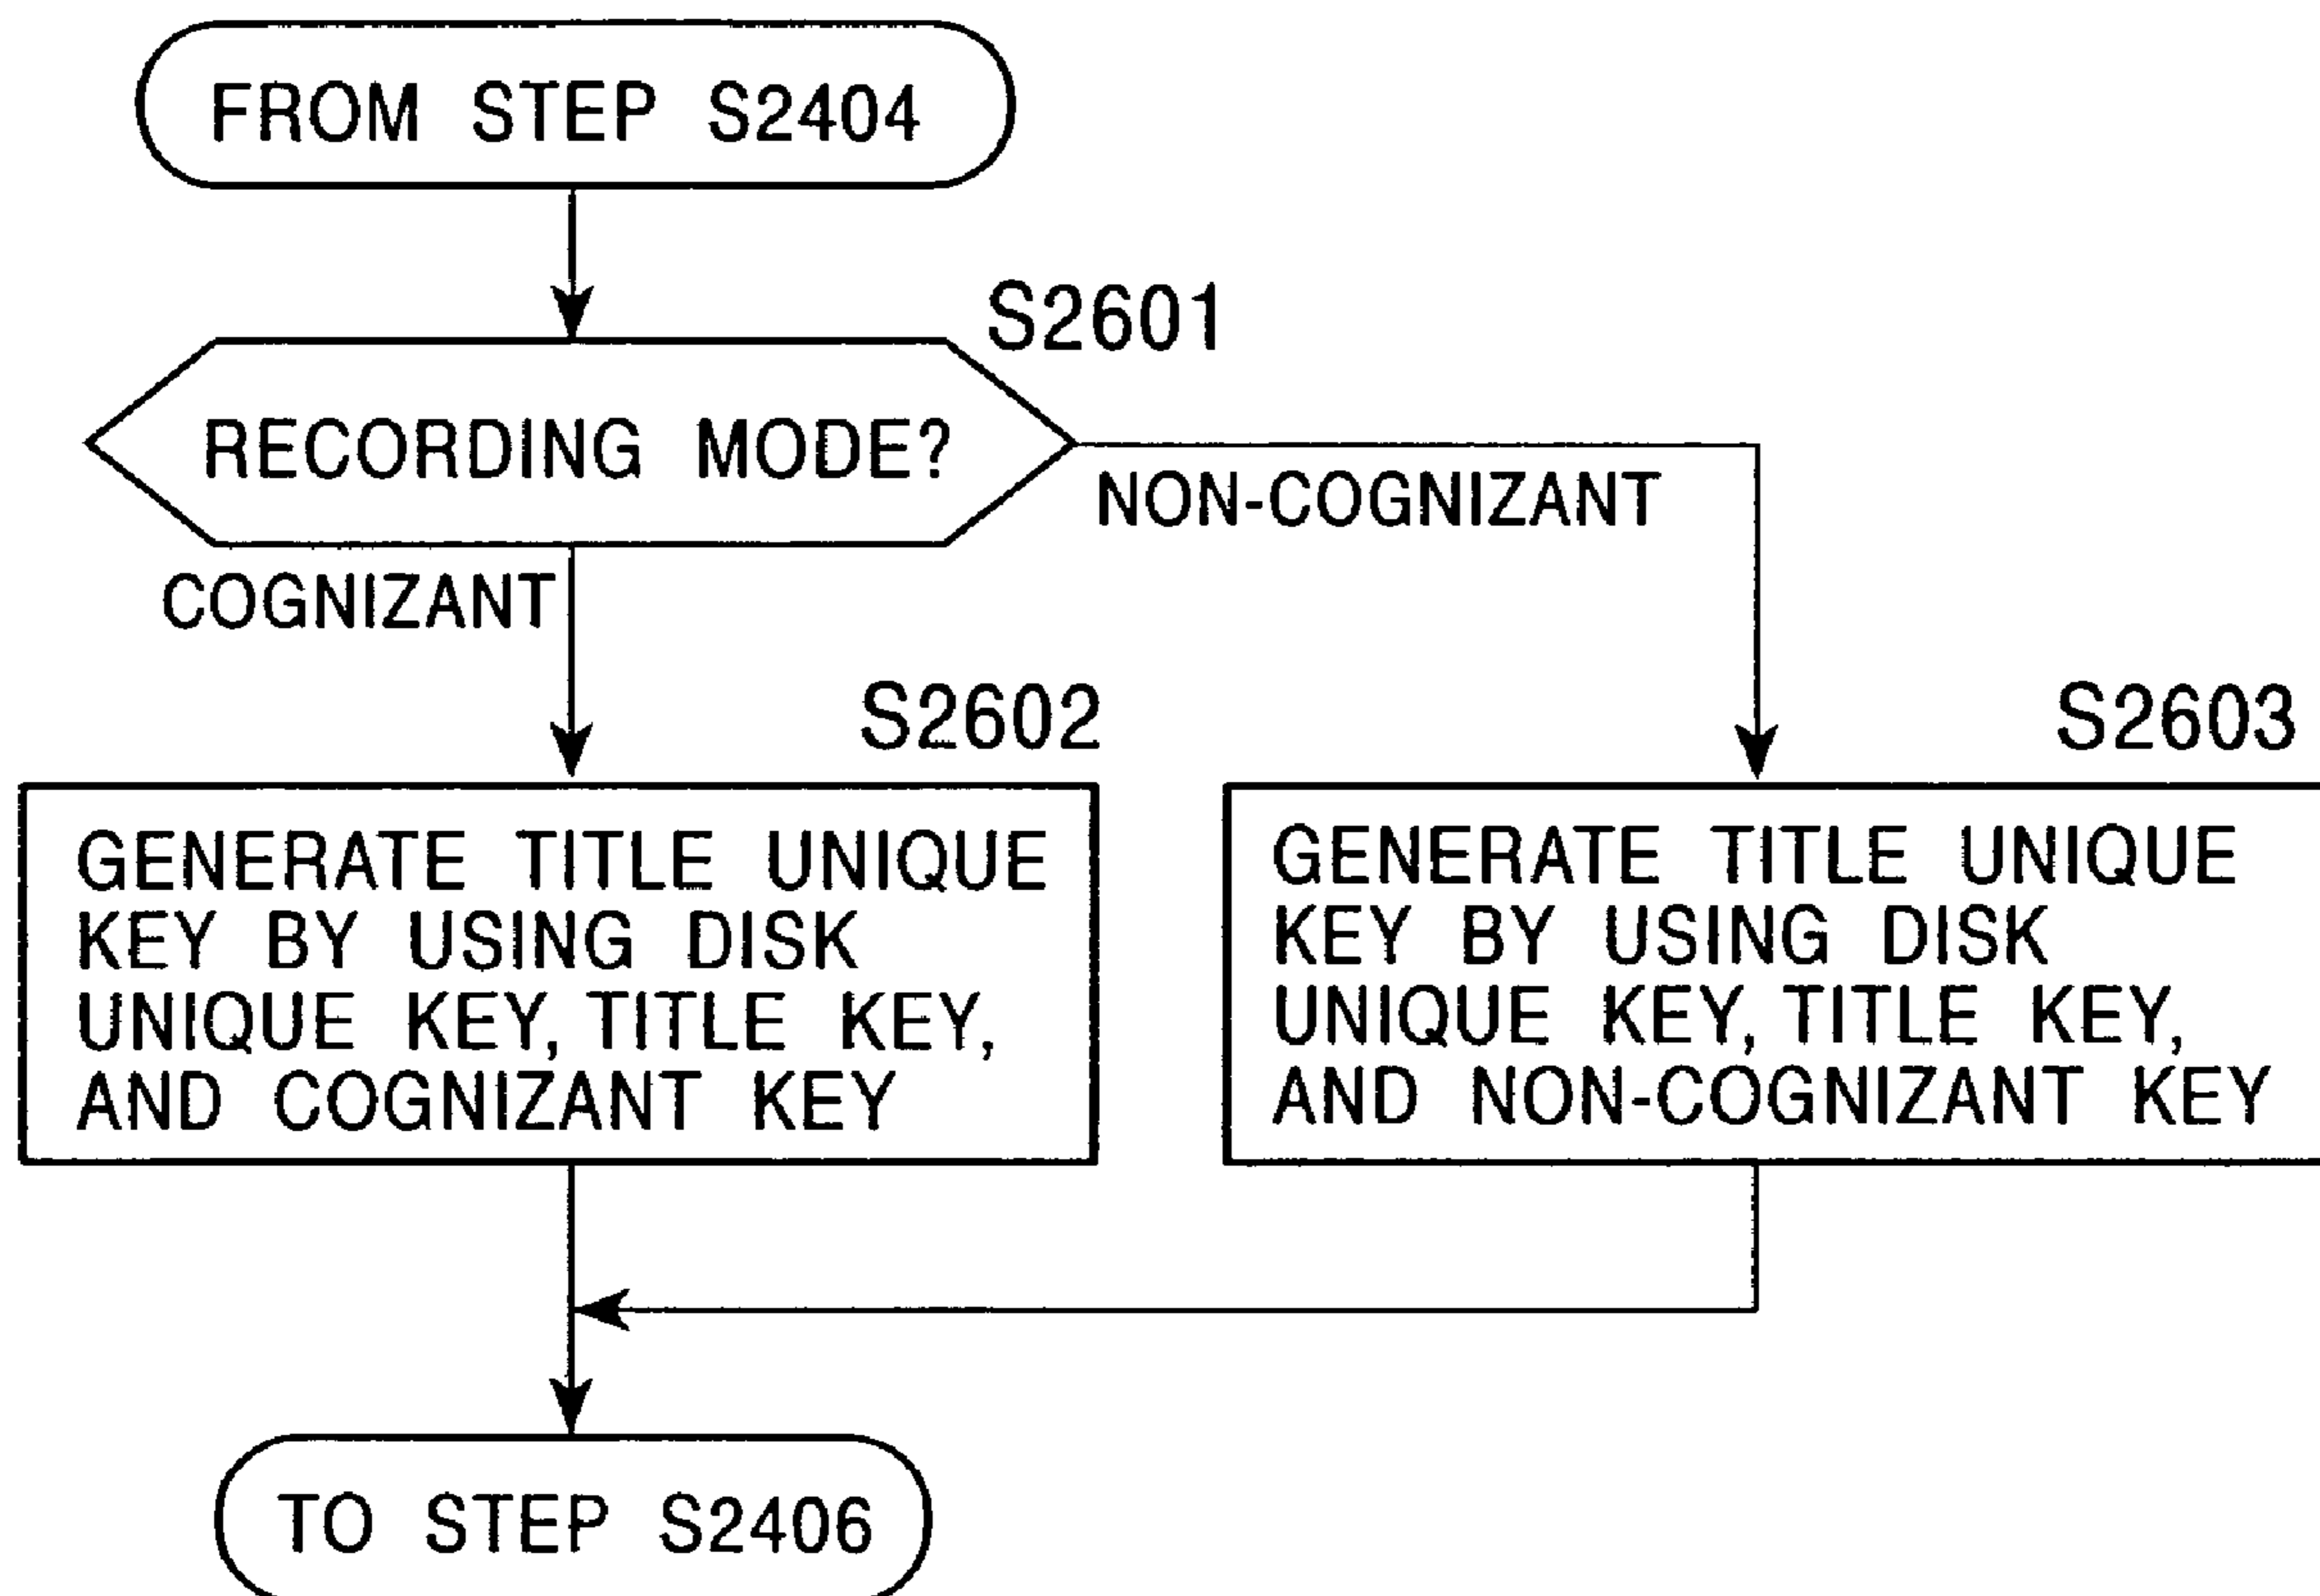 FROM STEP S2404
S2601
RECORDING MODE?
NON-COGNIZANT
COGNIZANT
S2602
GENERATE TITLE UNIQUE
KEY BY USING DISK
UNIQUE KEY, TITLE KEY,
AND COGNIZANT KEY
S2603
GENERATE TITLE UNIQUE
KEY BY USING DISK
UNIQUE KEY, TITLE KEY,
AND NON-COGNIZANT KEY
TO STEP S2406